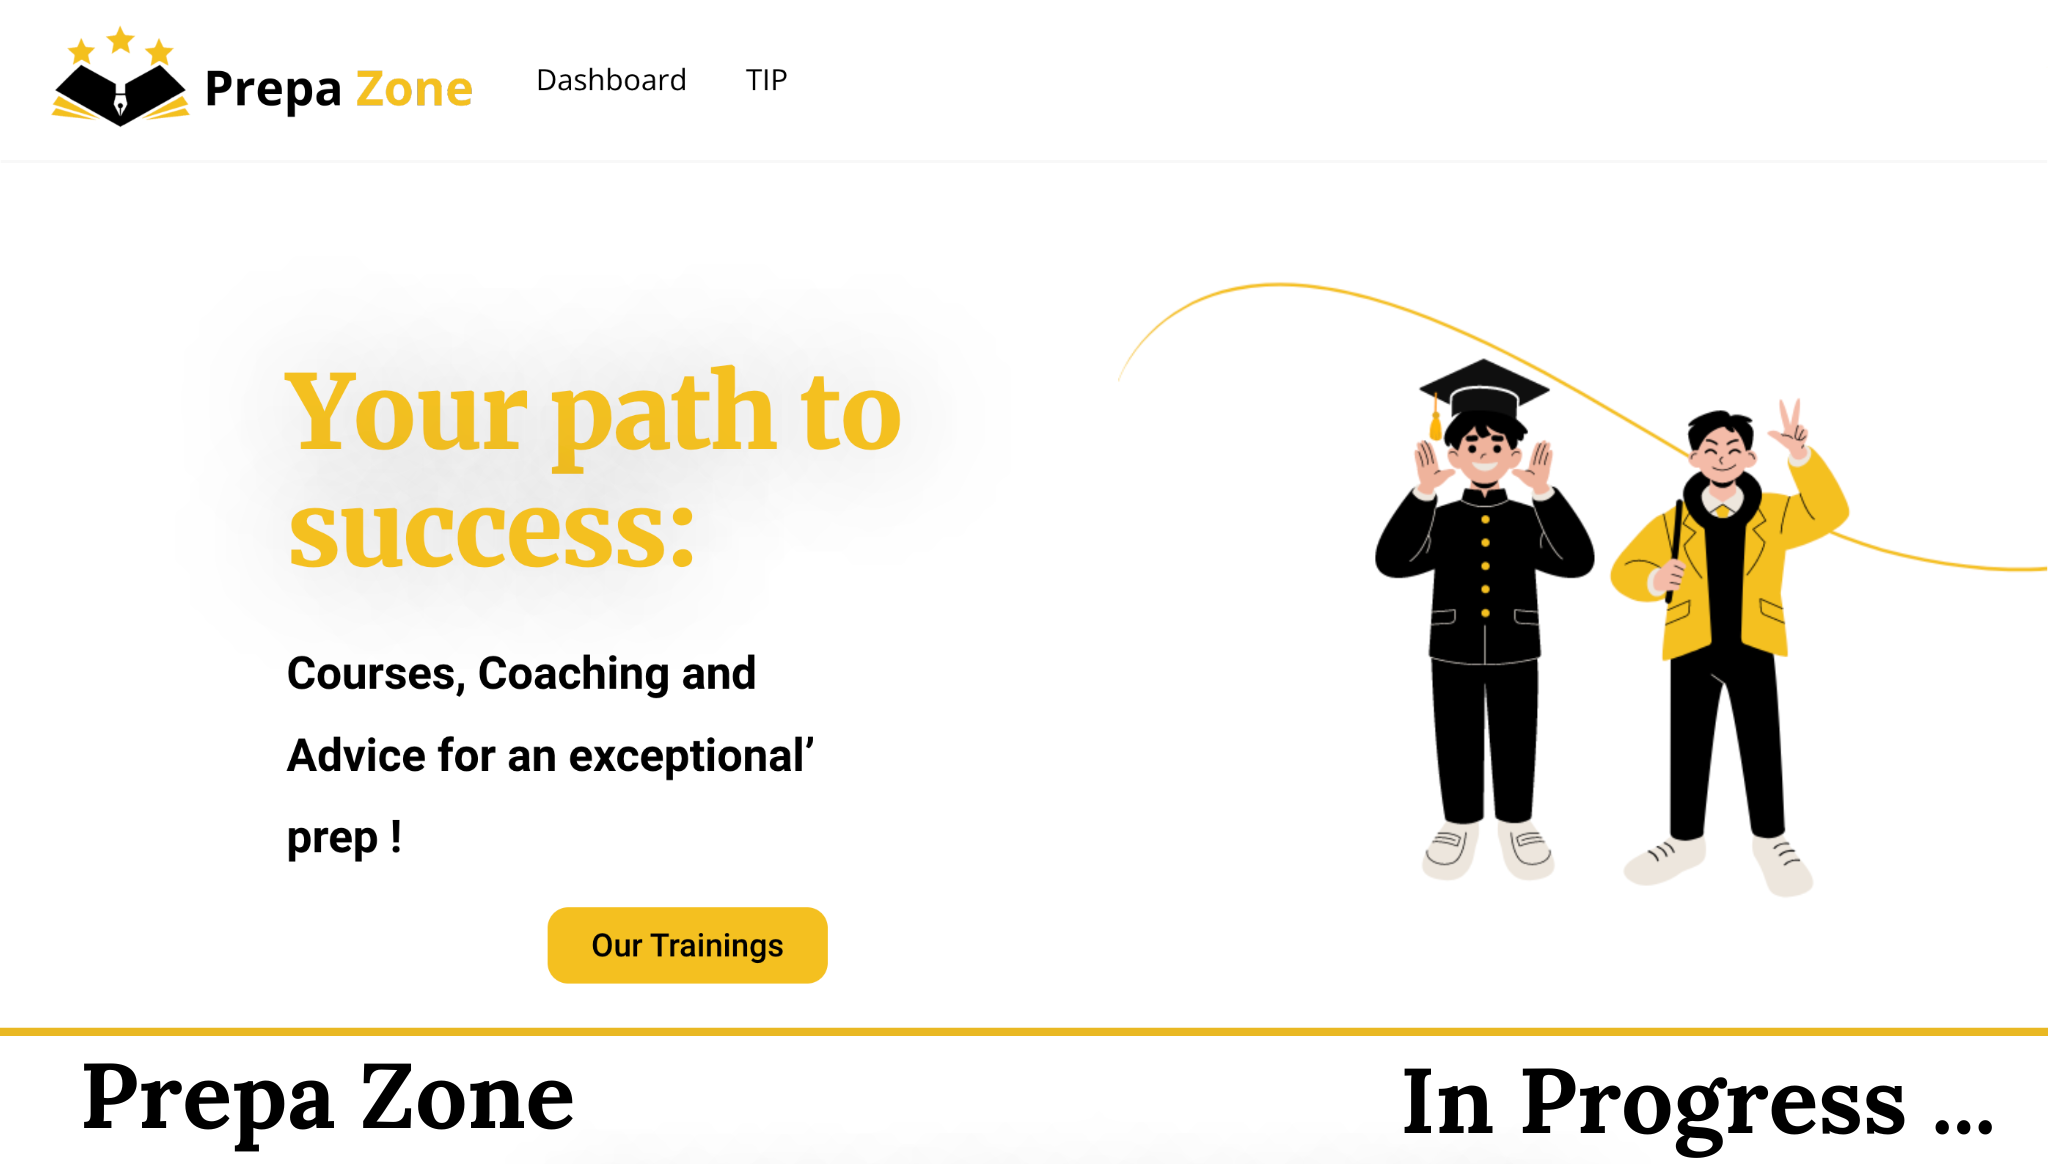 Prepa Zone
Dashboard
TIP
Your path to
success:
Courses, Coaching and
Advice for an exceptional’
prep !
Our Trainings
Prepa Zone
In Progress ...